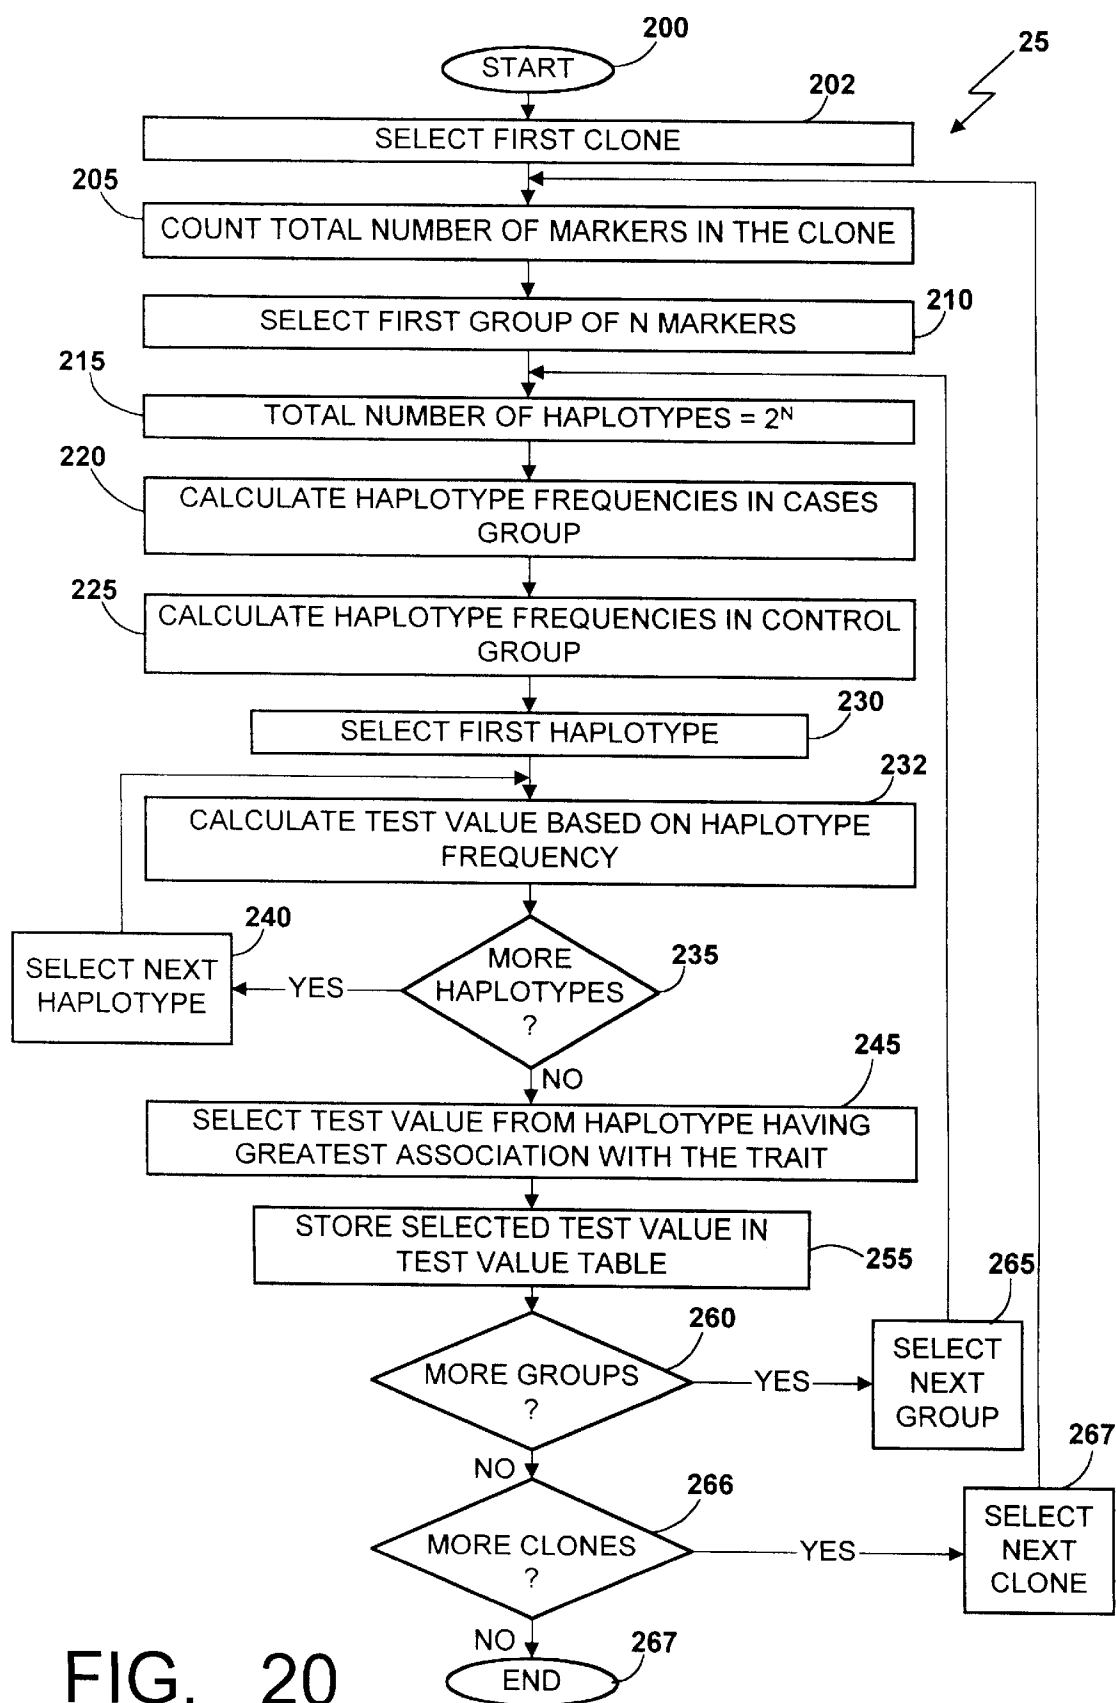 200
START
25
202
SELECT FIRST CLONE
205
COUNT TOTAL NUMBER OF MARKERS IN THE CLONE
210
SELECT FIRST GROUP OF N MARKERS
215
TOTAL NUMBER OF HAPLOTYPES = 2^N
220
CALCULATE HAPLOTYPE FREQUENCIES IN CASES
GROUP
225
CALCULATE HAPLOTYPE FREQUENCIES IN CONTROL
GROUP
230
SELECT FIRST HAPLOTYPE
232
CALCULATE TEST VALUE BASED ON HAPLOTYPE
FREQUENCY
240
SELECT NEXT
HAPLOTYPE
YES
MORE
HAPLOTYPES
?
235
NO
245
SELECT TEST VALUE FROM HAPLOTYPE HAVING
GREATEST ASSOCIATION WITH THE TRAIT
STORE SELECTED TEST VALUE IN
TEST VALUE TABLE
255
260
MORE GROUPS
?
YES
265
SELECT
NEXT
GROUP
NO
266
MORE CLONES
?
YES
267
SELECT
NEXT
CLONE
NO
267
END
FIG. 20